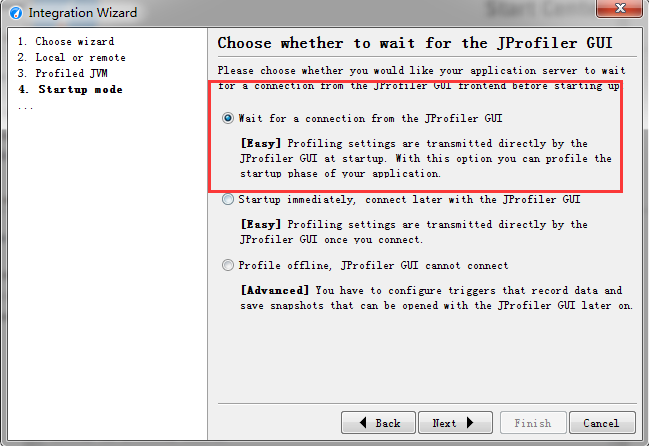 Integration Wizard
Start Cent
1. Choose wizard
2. Local or remote
3. Profiled JVM
4. Startup mode
...
Choose whether to wait for the JProfiler GUI
Please choose whether you would like your application server to wait
for a connection from the JProfiler GUI frontend before starting up
Wait for a connection from the JProfiler GUI
[Easy] Profiling settings are transmitted directly by the
JProfiler GUI at startup. With this option you can profile the
startup phase of your application.
Startup immediately, connect later with the JProfiler GUI
[Easy] Profiling settings are transmitted directly by the
JProfiler GUI once you connect.
Profile offline, JProfiler GUI cannot connect
[Advanced] You have to configure triggers that record data and
save snapshots that can be opened with the JProfiler GUI later on.
Back
Next
Finish
Cancel